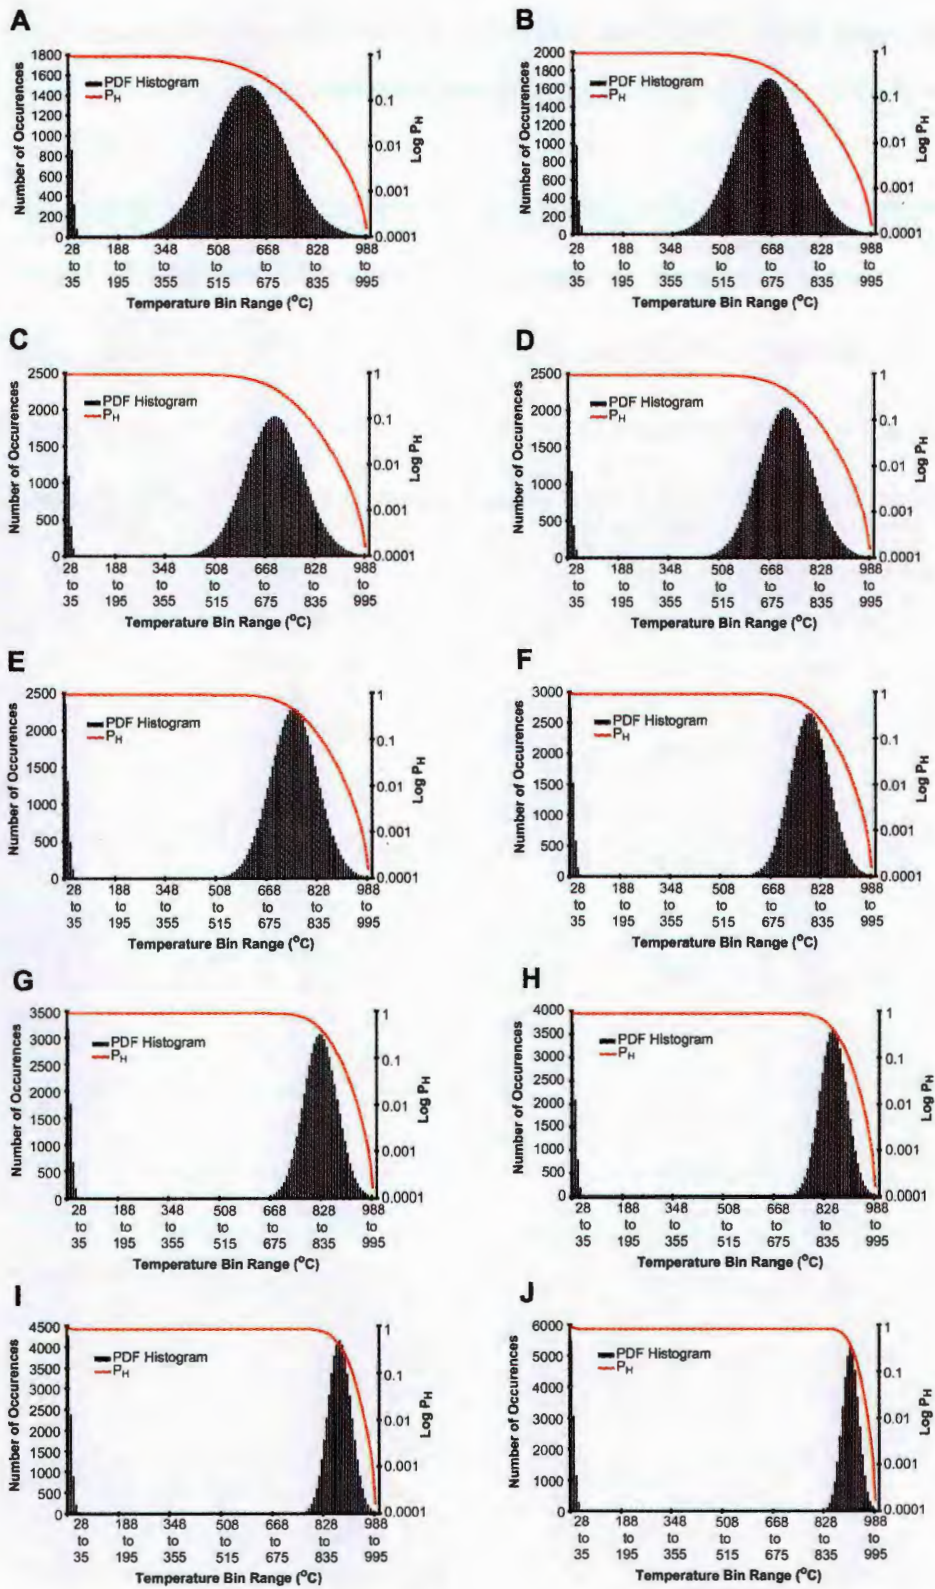 A
1800
1600
1400
1200
1000
800
600
400
200
0
Number of Occurences
PDF Histogram
P_H
1
0.1
0.01
0.001
0.0001
Log P_H
28 188 348 508 668 828 988
to to to to to to to
35 195 355 515 675 835 995
Temperature Bin Range (°C)
B
2000
1800
1600
1400
1200
1000
800
600
400
200
0
Number of Occurences
PDF Histogram
P_H
1
0.1
0.01
0.001
0.0001
Log P_H
28 188 348 508 668 828 988
to to to to to to to
35 195 355 515 675 835 995
Temperature Bin Range (°C)
C
2500
2000
1500
1000
500
0
Number of Occurences
PDF Histogram
P_H
1
0.1
0.01
0.001
0.0001
Log P_H
28 188 348 508 668 828 988
to to to to to to to
35 195 355 515 675 835 995
Temperature Bin Range (°C)
D
2500
2000
1500
1000
500
0
Number of Occurences
PDF Histogram
P_H
1
0.1
0.01
0.001
0.0001
Log P_H
28 188 348 508 668 828 988
to to to to to to to
35 195 355 515 675 835 995
Temperature Bin Range (°C)
E
2500
2000
1500
1000
500
0
Number of Occurences
PDF Histogram
P_H
1
0.1
0.01
0.001
0.0001
Log P_H
28 188 348 508 668 828 988
to to to to to to to
35 195 355 515 675 835 995
Temperature Bin Range (°C)
F
3000
2500
2000
1500
1000
500
0
Number of Occurences
PDF Histogram
P_H
1
0.1
0.01
0.001
0.0001
Log P_H
28 188 348 508 668 828 988
to to to to to to to
35 195 355 515 675 835 995
Temperature Bin Range (°C)
G
3500
3000
2500
2000
1500
1000
500
0
Number of Occurences
PDF Histogram
P_H
1
0.1
0.01
0.001
0.0001
Log P_H
28 188 348 508 668 828 988
to to to to to to to
35 195 355 515 675 835 995
Temperature Bin Range (°C)
H
4000
3500
3000
2500
2000
1500
1000
500
0
Number of Occurences
PDF Histogram
P_H
1
0.1
0.01
0.001
0.0001
Log P_H
28 188 348 508 668 828 988
to to to to to to to
35 195 355 515 675 835 995
Temperature Bin Range (°C)
I
4500
4000
3500
3000
2500
2000
1500
1000
500
0
Number of Occurences
PDF Histogram
P_H
1
0.1
0.01
0.001
0.0001
Log P_H
28 188 348 508 668 828 988
to to to to to to to
35 195 355 515 675 835 995
Temperature Bin Range (°C)
J
6000
5000
4000
3000
2000
1000
0
Number of Occurences
PDF Histogram
P_H
1
0.1
0.01
0.001
0.0001
Log P_H
28 188 348 508 668 828 988
to to to to to to to
35 195 355 515 675 835 995
Temperature Bin Range (°C)